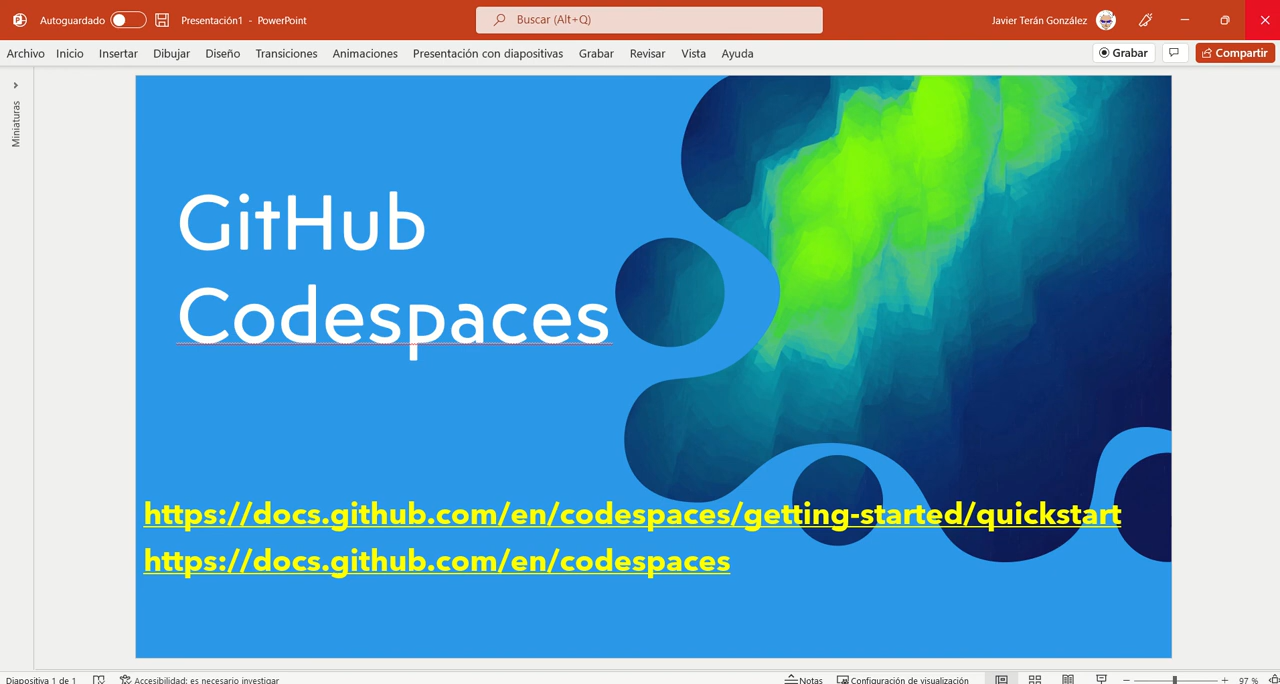 Autoguardado
Presentación1 - PowerPoint
Buscar (Alt+Q)
Javier Terán González
Archivo Inicio Insertar Dibujar Diseño Transiciones Animaciones Presentación con diapositivas Grabar Revisar Vista Ayuda
Grabar
Compartir
Miniaturas
GitHub
Codespaces
https://docs.github.com/en/codespaces/getting-started/quickstart
https://docs.github.com/en/codespaces
Diapositiva 1 de 1
Accesibilidad: es necesario investigar
Notas
Configuración de visualización
97 %